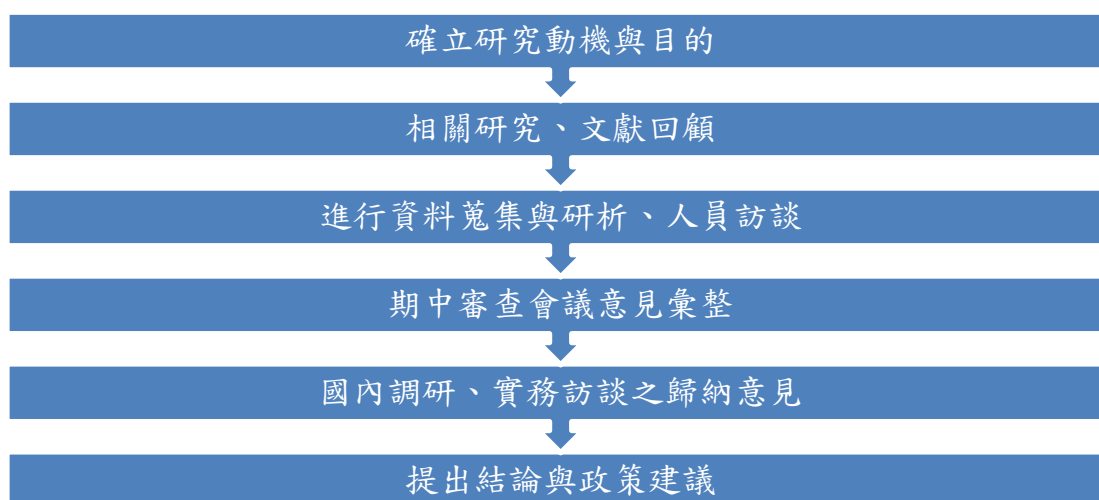 確立研究動機與目的
相關研究、文獻回顧
進行資料蒐集與研析、人員訪談
期中審查會議意見彙整
國內調研、實務訪談之歸納意見
提出結論與政策建議